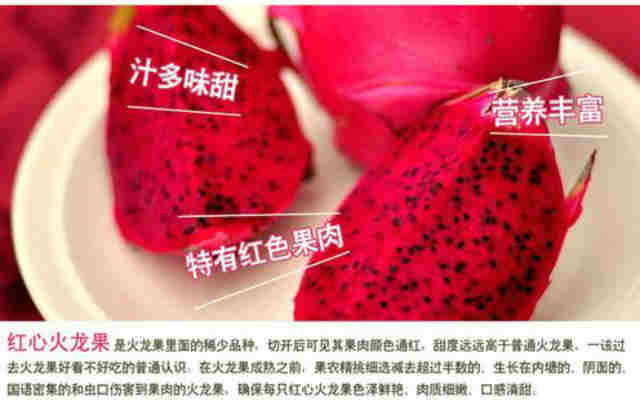 汁多味甜
营养丰富
特有红色果肉
红心火龙果 是火龙果里面的稀少品种，切开后可见其果肉颜色通红，甜度远远高于普通火龙果，一该过
去火龙果好看不好吃的普通认识。在火龙果成熟之前，果农精挑细选减去超过半数的、生长在内塘的、阴面的。
国语密集的和虫口伤害到果肉的火龙果，确保每只红心火龙果色泽鲜艳、肉质细嫩、口感清甜。